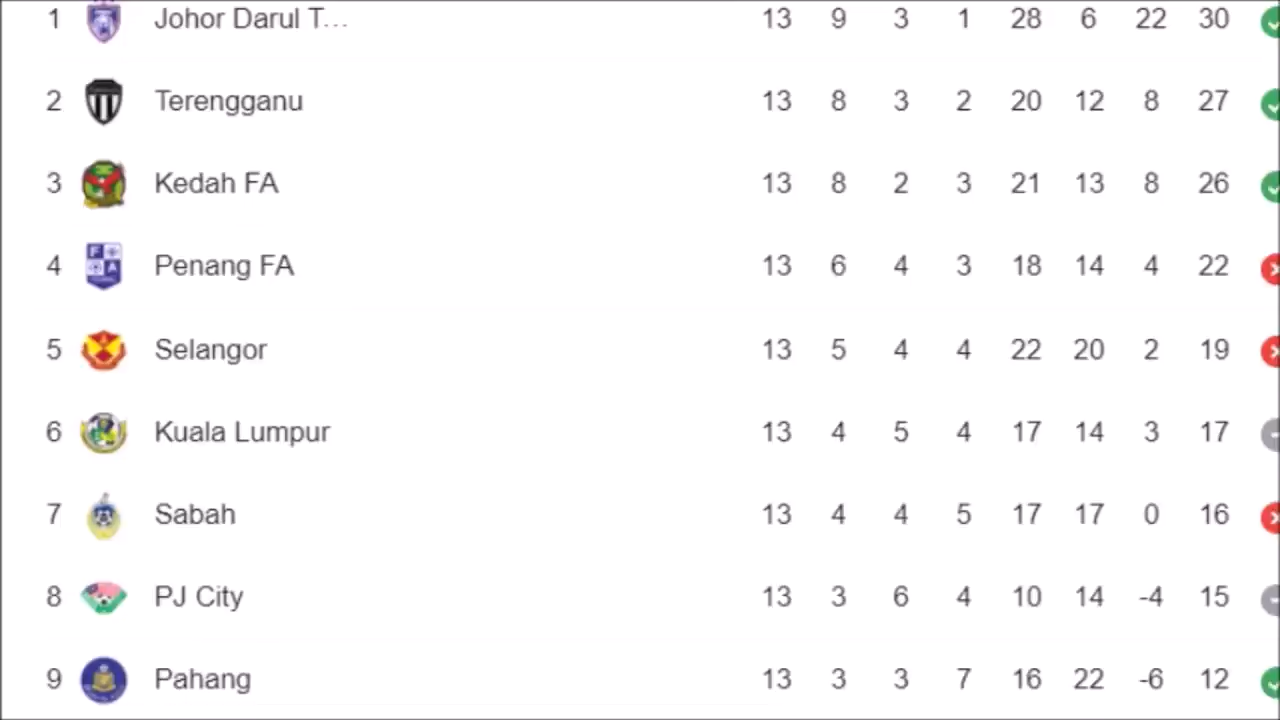 1 Johor Darul T... 13 9 3 1 28 6 22 30
2 Terengganu 13 8 3 2 20 12 8 27
3 Kedah FA 13 8 2 3 21 13 8 26
4 Penang FA 13 6 4 3 18 14 4 22
5 Selangor 13 5 4 4 22 20 2 19
6 Kuala Lumpur 13 4 5 4 17 14 3 17
7 Sabah 13 4 4 5 17 17 0 16
8 PJ City 13 3 6 4 10 14 -4 15
9 Pahang 13 3 3 7 16 22 -6 12